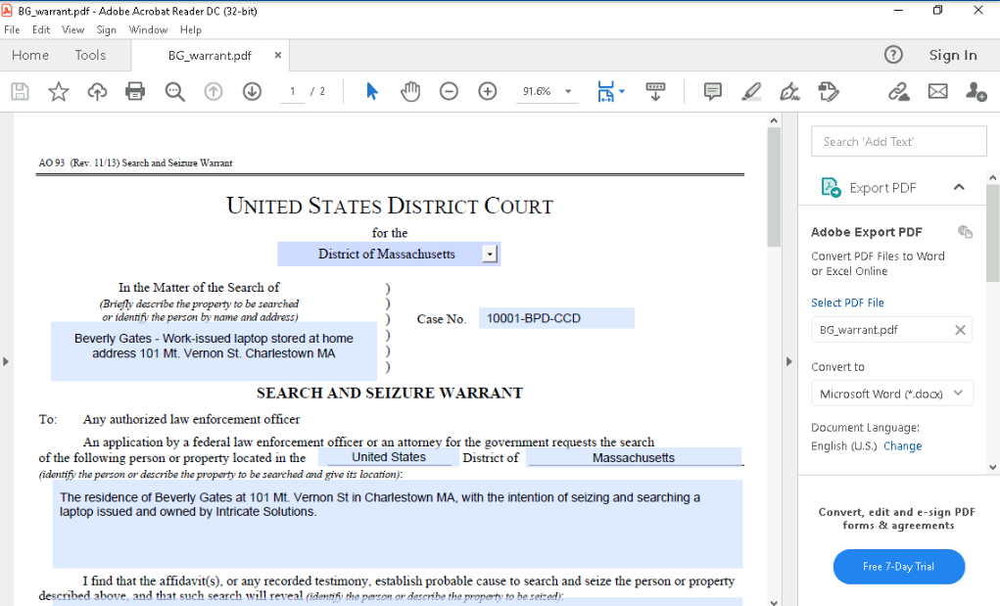 BG_warrant.pdf - Adobe Acrobat Reader DC (32-bit)
File Edit View Sign Window Help
Home Tools BG_warrant.pdf × Sign In
1 / 2 91.6%
AO 93 (Rev. 11/13) Search and Seizure Warrant
UNITED STATES DISTRICT COURT
for the
District of Massachusetts
In the Matter of the Search of )
(Briefly describe the property to be searched )
or identify the person by name and address) ) Case No. 10001-BPD-CCD
Beverly Gates - Work-issued laptop stored at home )
address 101 Mt. Vernon St. Charlestown MA )
)
SEARCH AND SEIZURE WARRANT
To: Any authorized law enforcement officer
An application by a federal law enforcement officer or an attorney for the government requests the search
of the following person or property located in the United States District of Massachusetts
(identify the person or describe the property to be searched and give its location):
The residence of Beverly Gates at 101 Mt. Vernon St in Charlestown MA, with the intention of seizing and searching a
laptop issued and owned by Intricate Solutions.
I find that the affidavit(s), or any recorded testimony, establish probable cause to search and seize the person or property
described above, and that such search will reveal (identify the person or describe the property to be seized):
Search 'Add Text'
Export PDF
Adobe Export PDF
Convert PDF Files to Word
or Excel Online
Select PDF File
BG_warrant.pdf
Convert to
Microsoft Word (*.docx)
Document Language:
English (U.S.) Change
Convert, edit and e-sign PDF
forms & agreements
Free 7-Day Trial